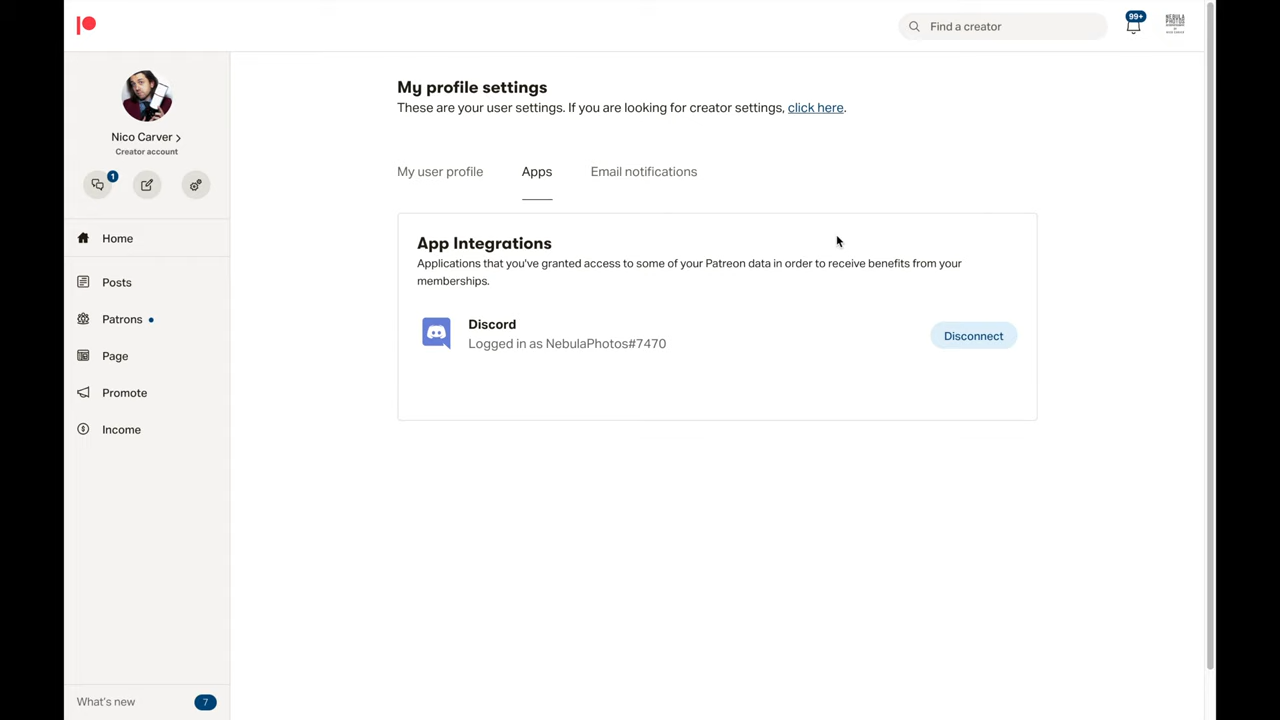 Find a creator
99+
NEBULA
PHOTOS
My profile settings
These are your user settings. If you are looking for creator settings, click here.
Nico Carver
Creator account
1
My user profile
Apps
Email notifications
Home
Posts
Patrons
Page
Promote
Income
App Integrations
Applications that you've granted access to some of your Patreon data in order to receive benefits from your
memberships.
Discord
Logged in as NebulaPhotos#7470
Disconnect
What's new
7